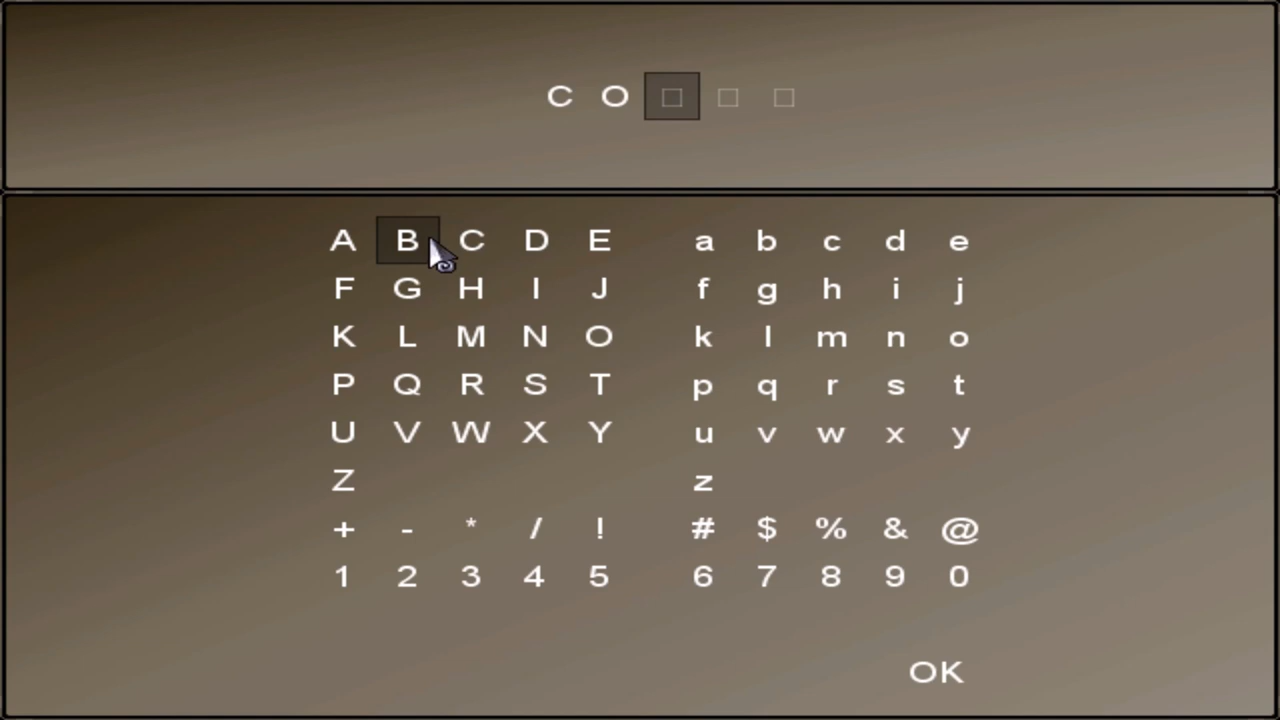 C O □ □ □
A B C D E a b c d e
F G H I J f g h i j
K L M N O k l m n o
P Q R S T p q r s t
U V W X Y u v w x y
Z z
+ - * / ! # $ % & @
1 2 3 4 5 6 7 8 9 0
OK